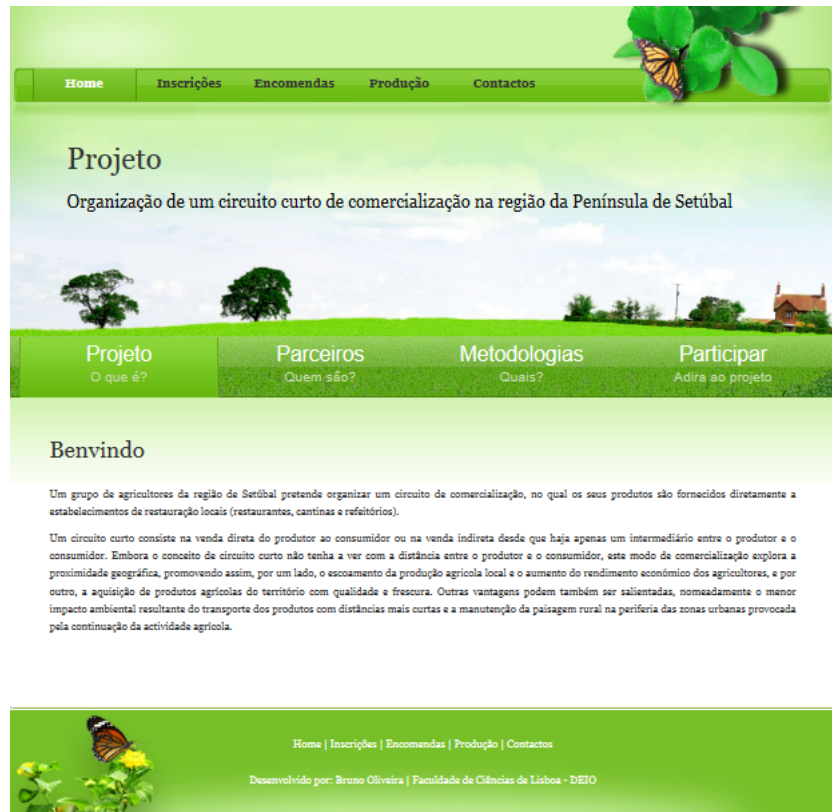 Home Inscrições Encomendas Produção Contactos
Projeto
Organização de um circuito curto de comercialização na região da Península de Setúbal
Projeto Parceiros Metodologias Participar
O que é? Quem são? Quais? Adira ao projeto
Benvindo
Um grupo de agricultores da região de Setúbal pretende organizar um circuito de comercialização, no qual os seus produtos são fornecidos diretamente a
estabelecimentos de restauração locais (restaurantes, cantinas e refeitórios).
Um circuito curto consiste na venda direta do produtor ao consumidor ou na venda indireta desde que haja apenas um intermediário entre o produtor e o
consumidor. Embora o conceito de circuito curto não tenha a ver com a distância entre o produtor e o consumidor, este modo de comercialização explora a
proximidade geográfica, promovendo assim, por um lado, o escoamento da produção agricola local e o aumento do rendimento económico dos agricultores, e por
outro, a aquisição de produtos agrícolas do território com qualidade e frescura. Outras vantagens podem também ser salientadas, nomeadamente o menor
impacto ambiental resultante do transporte dos produtos com distâncias mais curtas e a manutenção da paisagem rural na periferia das zonas urbanas provocada
pela continuação da actividade agrícola.
Home | Inscrições | Encomendas | Produção | Contactos
Desenvolvido por: Bruno Oliveira | Faculdade de Ciências de Lisboa - DEIO